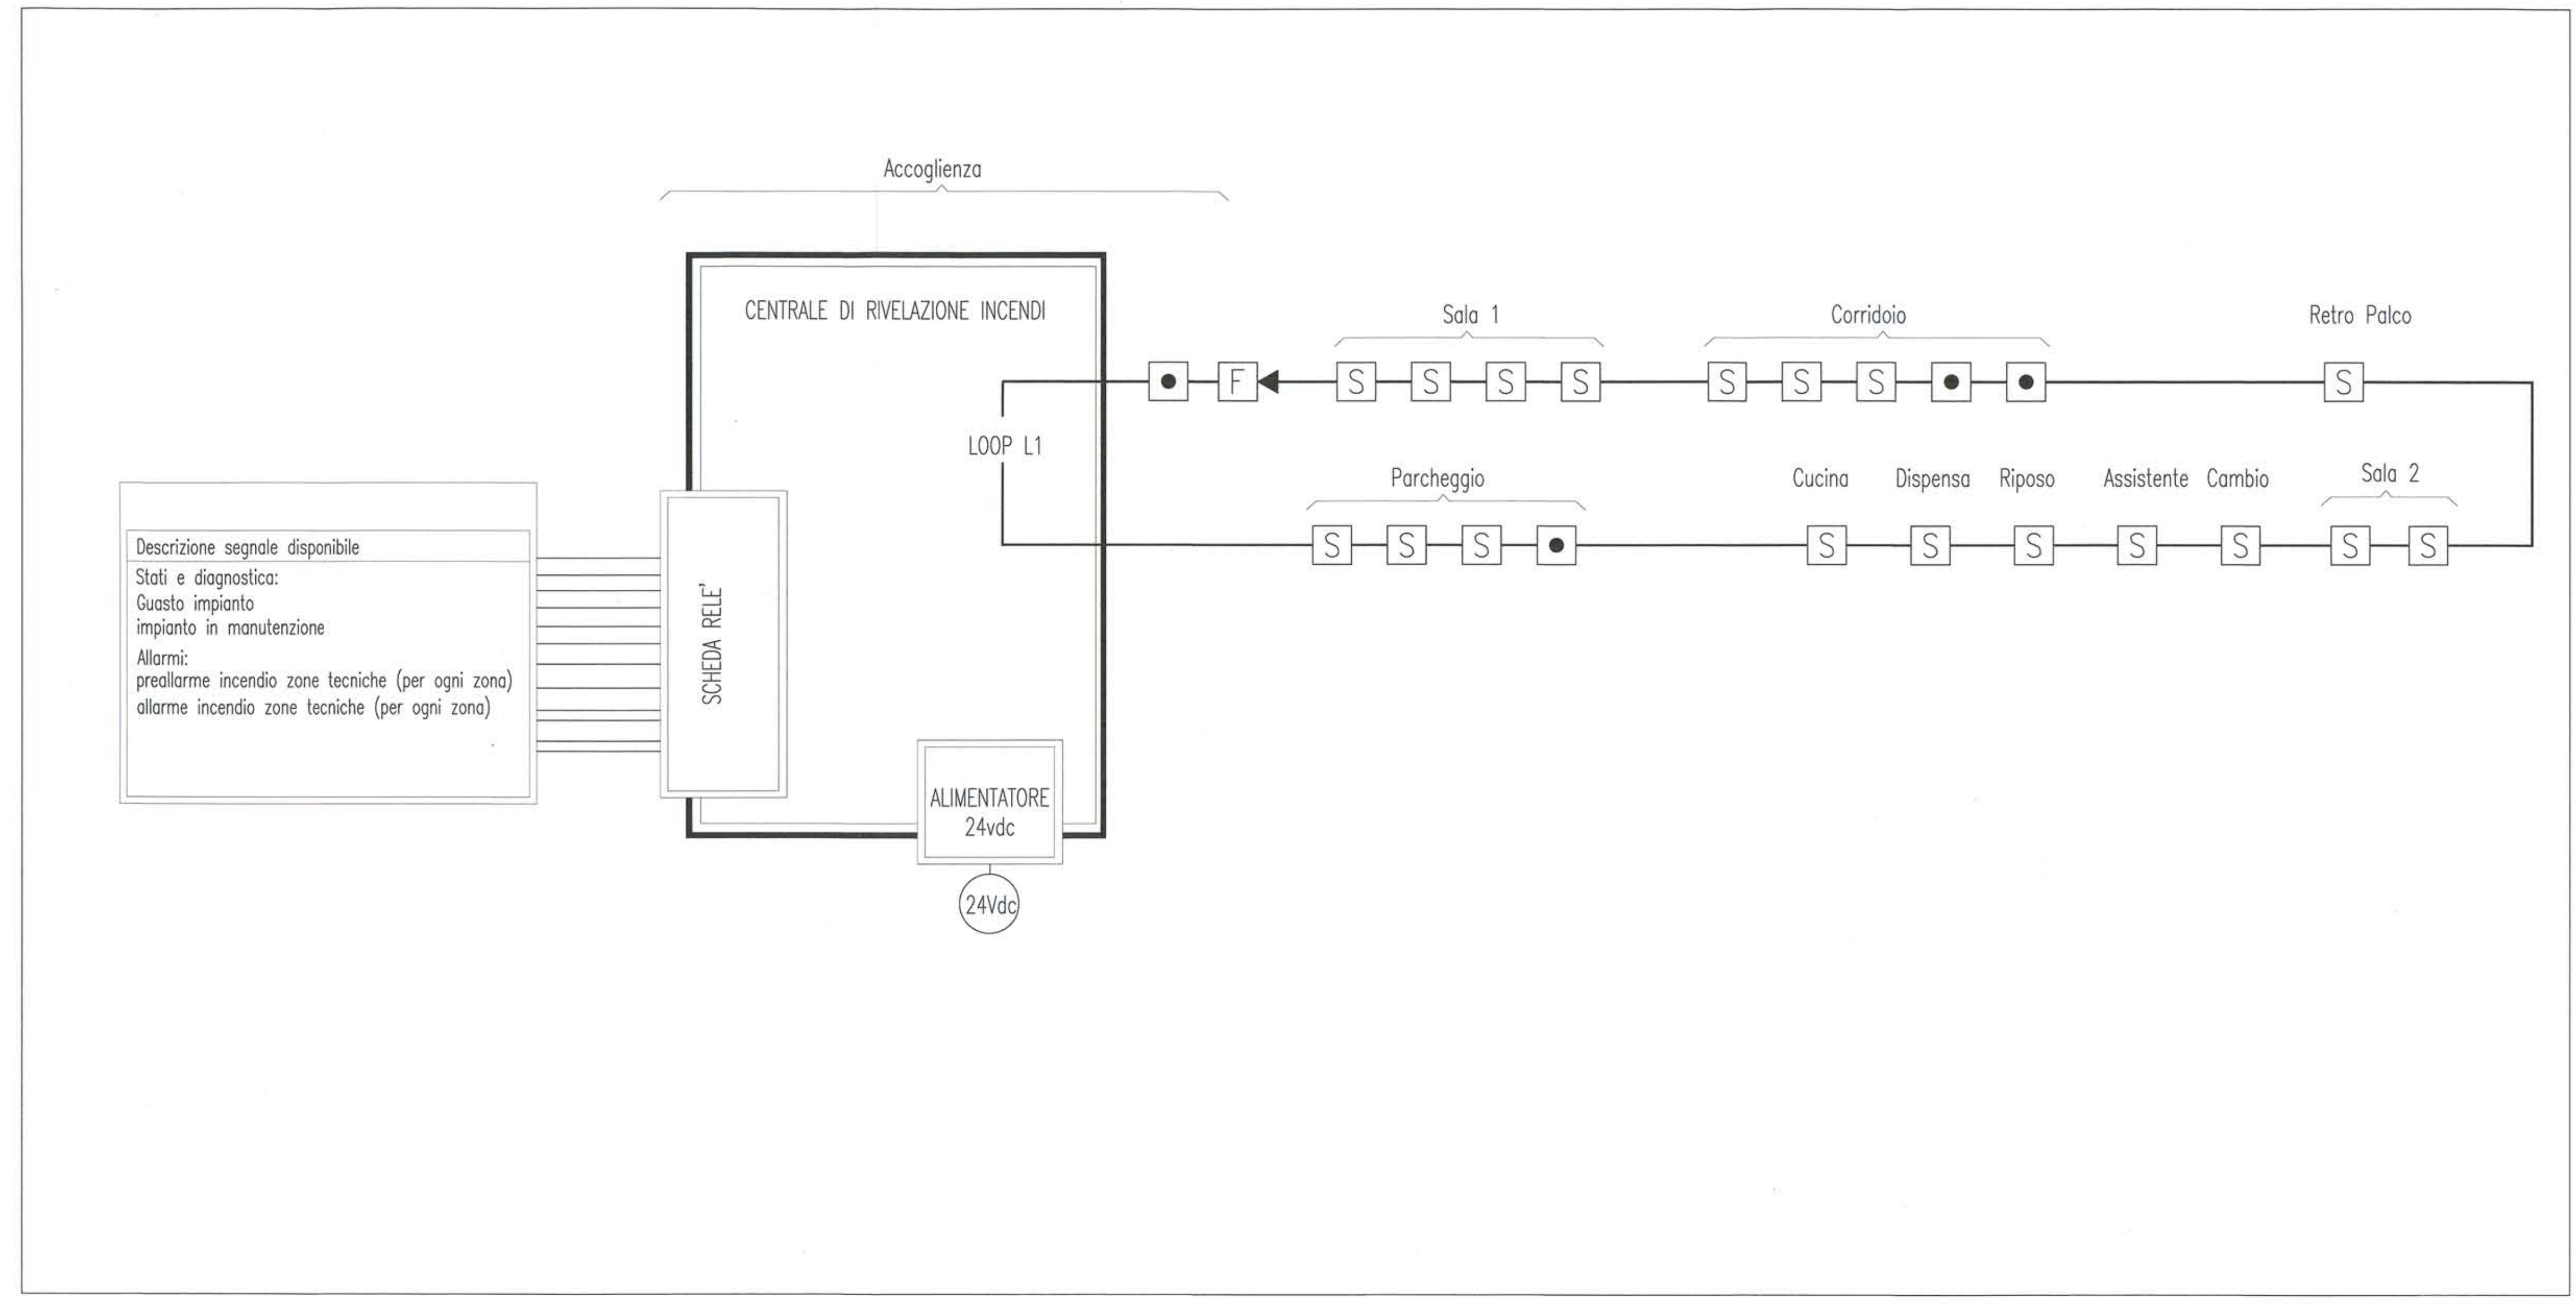 Accoglienza
CENTRALE DI RIVELAZIONE INCENDI
Sala 1
Corridoio
Retro Palco
F S S S S S S S S
LOOP L1
Parcheggio
Cucina
Dispensa
Riposo
Assistente
Cambio
Sala 2
S S S S S S S S S S
Descrizione segnale disponibile
Stati e diagnostica:
Guasto impianto
impianto in manutenzione
Allarmi:
preallarme incendio zone tecniche (per ogni zona)
allarme incendio zone tecniche (per ogni zona)
SCHEDA RELE'
ALIMENTATORE
24vdc
24Vdc